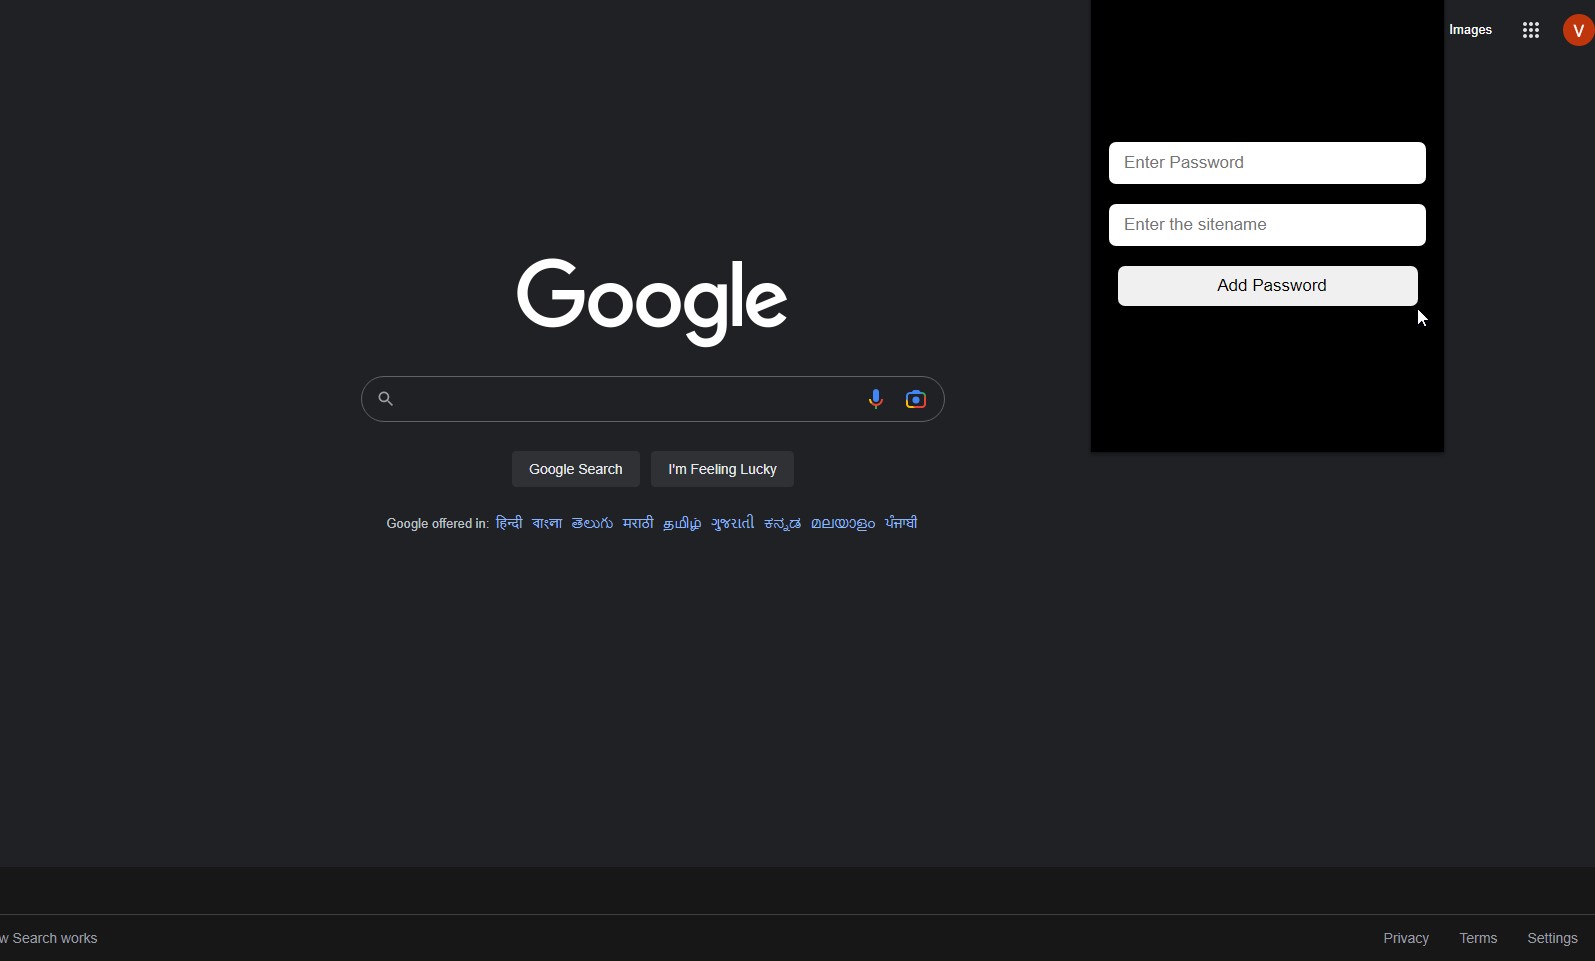 Images
V
Enter Password
Enter the sitename
Add Password
Google
Google Search
I'm Feeling Lucky
Google offered in: हिन्दी বাংলা తెలుగు मराठी தமிழ் ગુજરાતી ಕನ್ನಡ മലയാളം ਪੰਜਾਬੀ
w Search works
Privacy
Terms
Settings